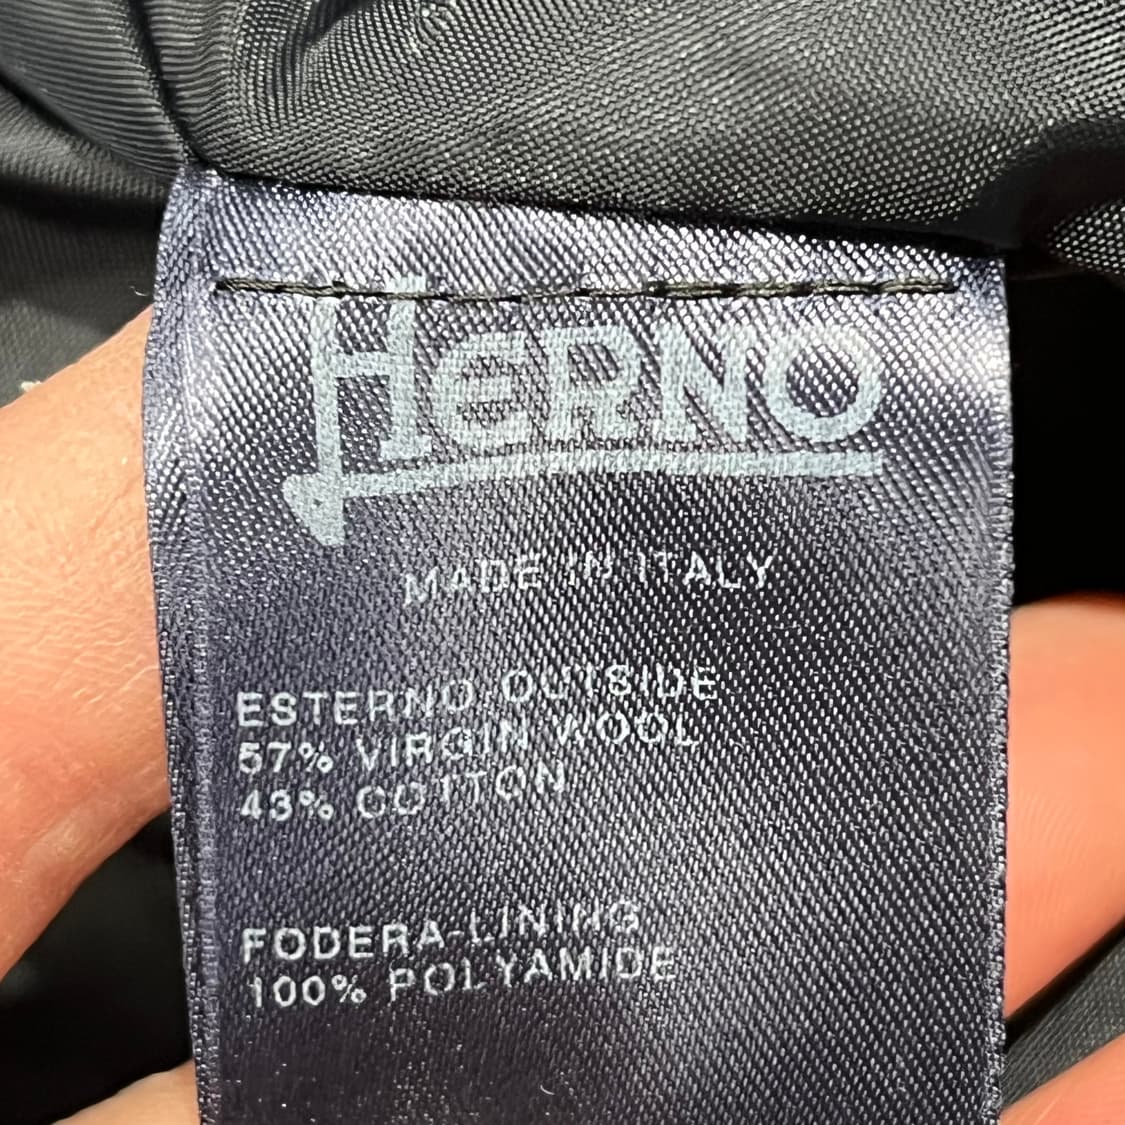 HERNO
MADE IN ITALY
ESTERNO OUTSIDE
57% VIRGIN WOOL
43% COTTON
FODERA-LINING
100% POLYAMIDE